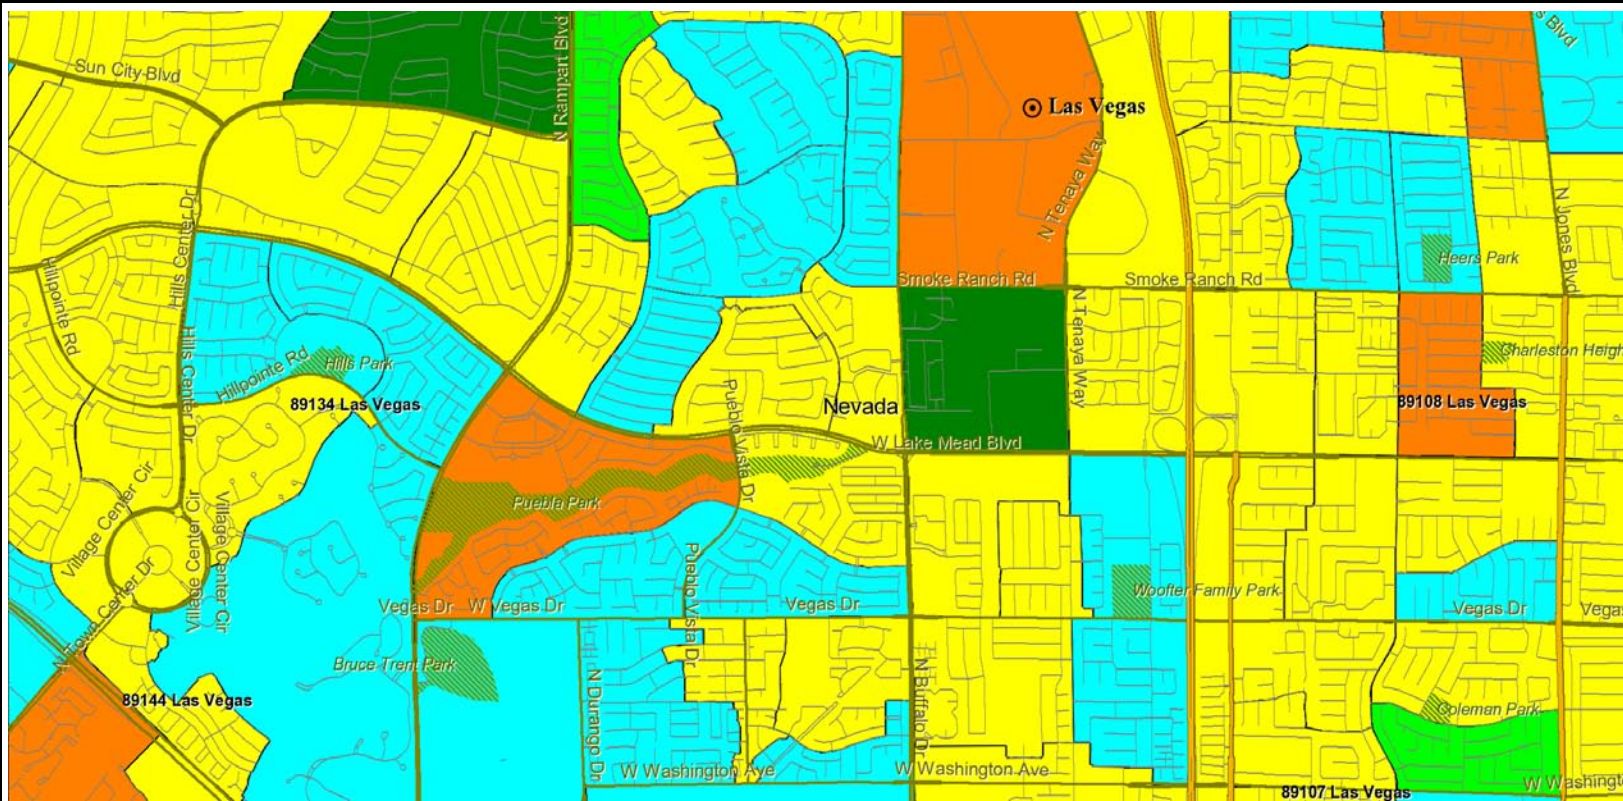 Sun City Blvd
N Rampart Blvd
s Blvd
Las Vegas
N Tenaya Way
Hills Center Dr
N Jones Blvd
Hillpointe Rd
Heers Park
Smoke Ranch Rd
Smoke Ranch Rd
N Tenaya Way
Hills Center Dr
Hillpointe Rd
Hills Park
Charleston Heigh
89134 Las Vegas
Pueblo Vista Dr
Nevada
89108 Las Vegas
W Lake Mead Blvd
Village Center Cir
Village Center Cir
Village Center Cir
Puebla Park
N Town Center Dr
Pueblo Vista Dr
Woofter Family Park
Vegas Dr
W Vegas Dr
Vegas Dr
Vegas Dr
Vegas
Bruce Trent Park
89144 Las Vegas
N Durango Dr
N Buffalo Dr
Coleman Park
W Washington Ave
W Washington Ave
W Washingt
89107 Las Vegas